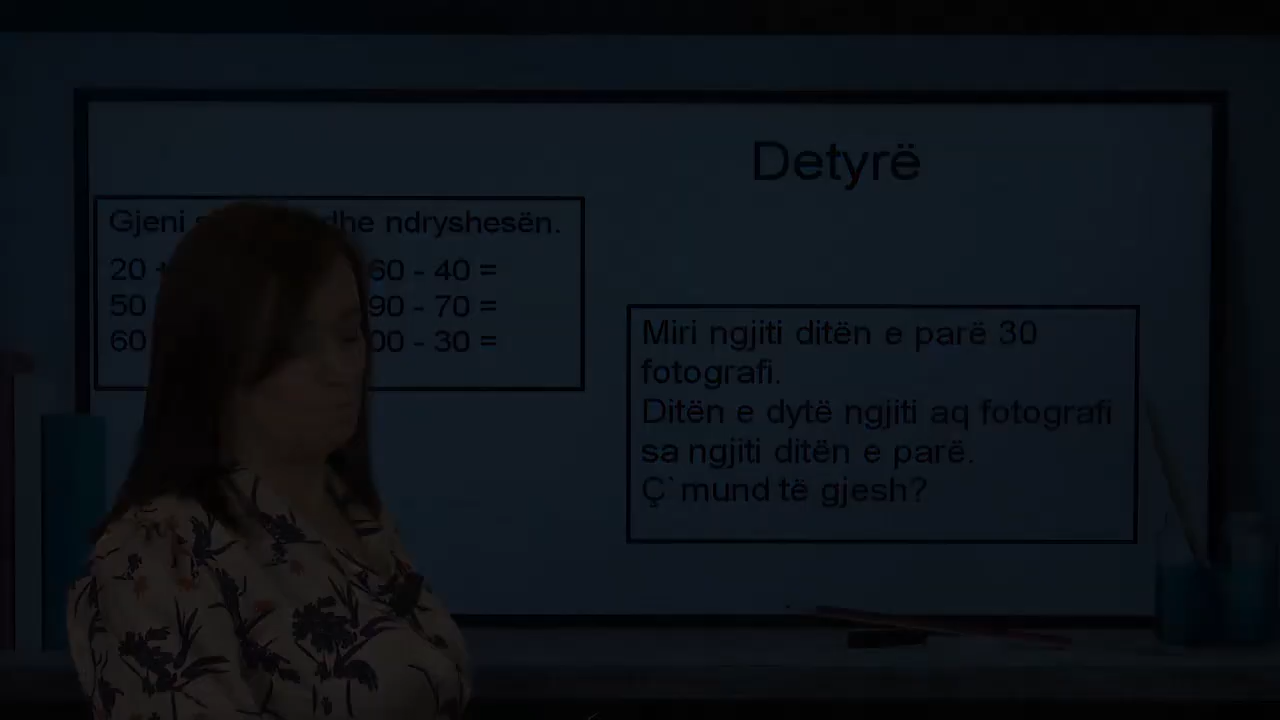 Detyrë
Gjeni dhe ndryshesën.
20 60 - 40 =
50 90 - 70 =
60 00 - 30 =
Miri ngjiti ditën e parë 30
fotografi.
Ditën e dytë ngjiti aq fotografi
sa ngjiti ditën e parë.
Ç`mund të gjesh?